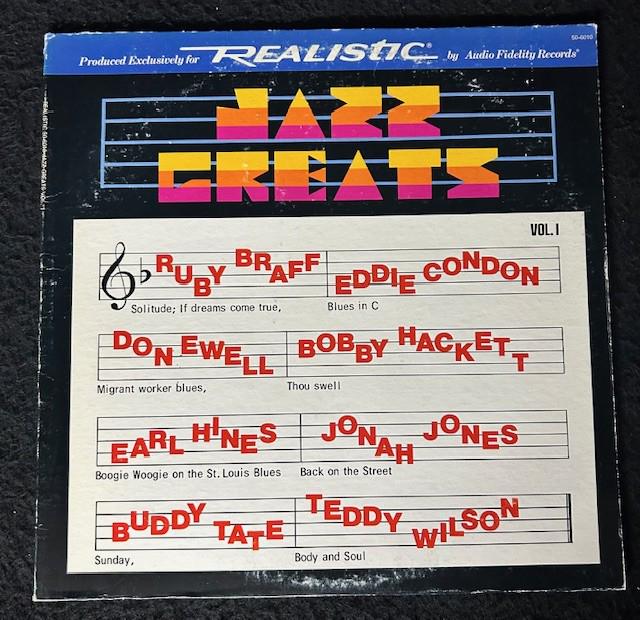 50-6010
Produced Exclusively for REALISTIC® by Audio Fidelity Records®
JAZZ
GREATS
VOL. I
RUBY BRAFF EDDIE CONDON
Solitude; If dreams come true, Blues in C
DON EWELL BOBBY HACKETT
Migrant worker blues, Thou swell
EARL HINES JONAH JONES
Boogie Woogie on the St. Louis Blues Back on the Street
BUDDY TATE TEDDY WILSON
Sunday, Body and Soul